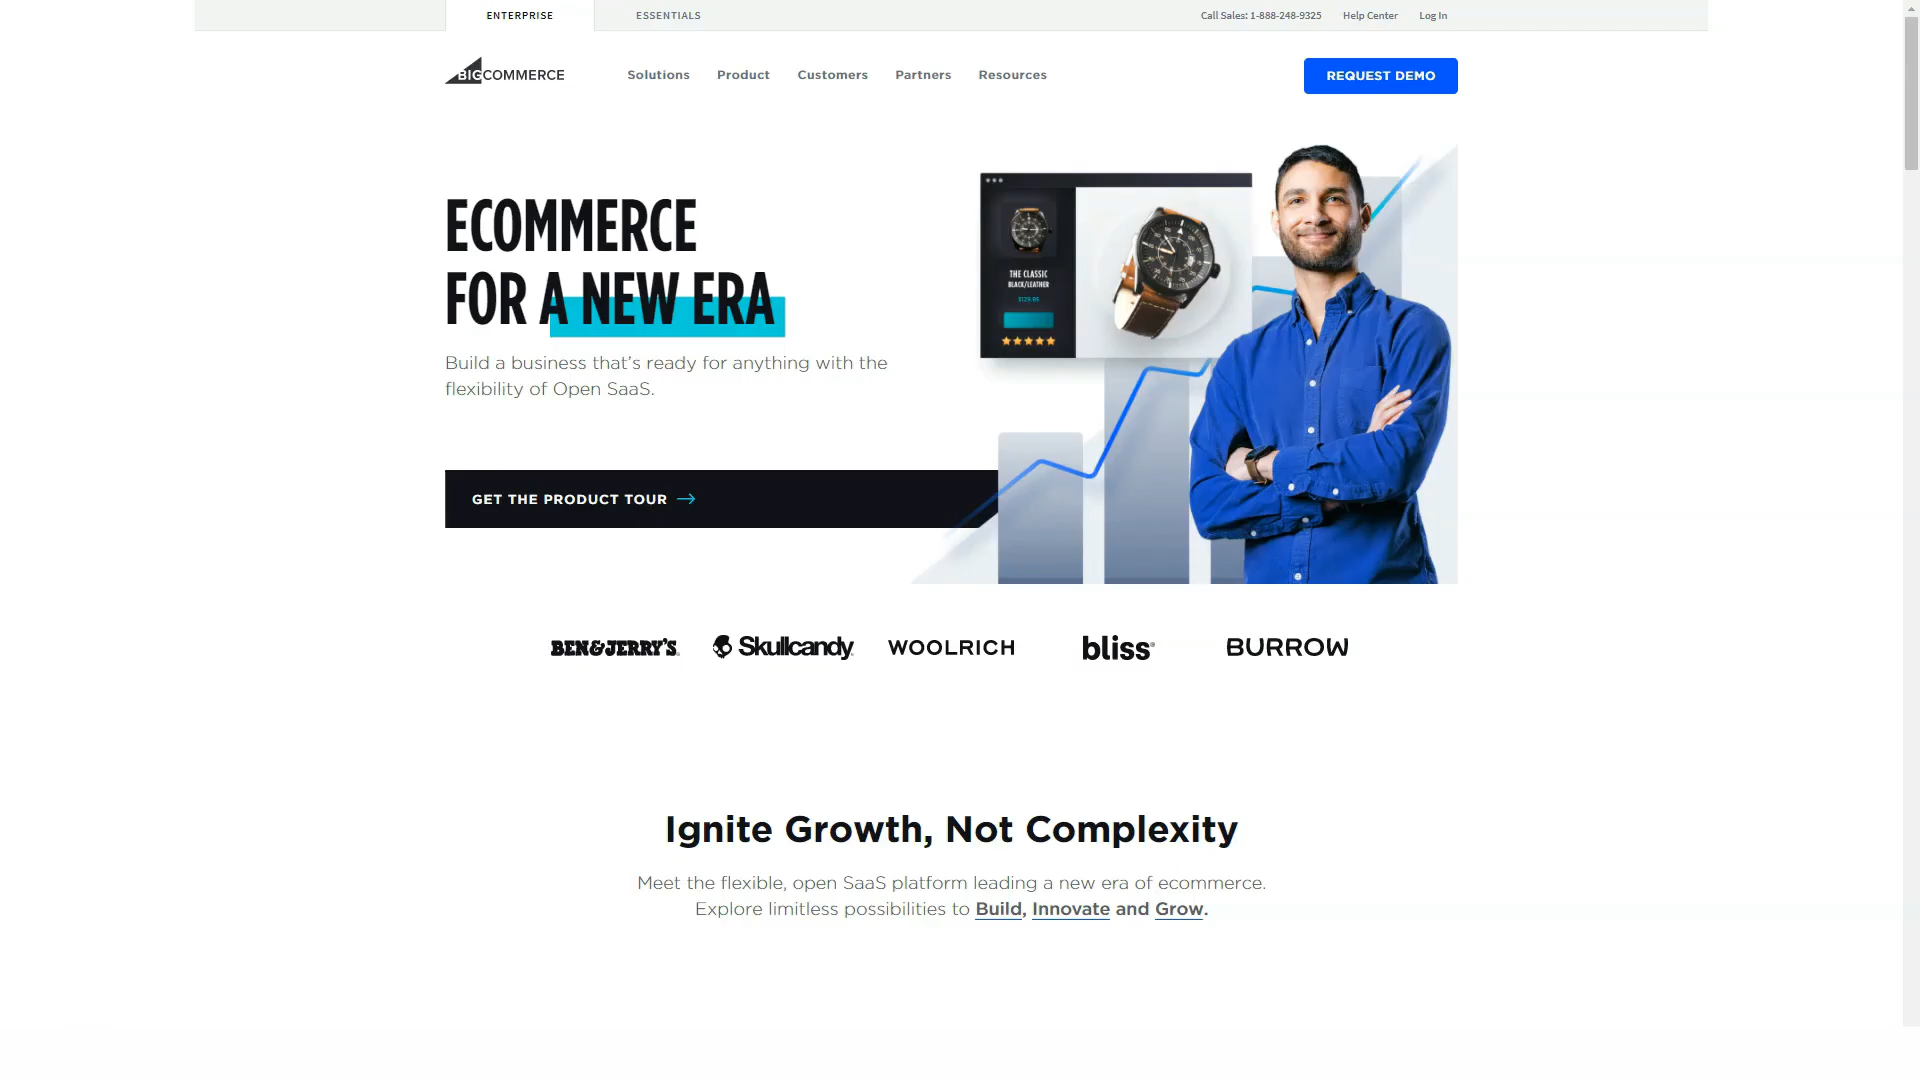 ENTERPRISE
ESSENTIALS
Call Sales: 1-888-248-9325
Help Center
Log In
BIGCOMMERCE
Solutions
Product
Customers
Partners
Resources
REQUEST DEMO
ECOMMERCE
FOR A NEW ERA
Build a business that’s ready for anything with the
flexibility of Open SaaS.
GET THE PRODUCT TOUR
THE CLASSIC
BLACK/LEATHER
$129.95
BEN & JERRY'S
Skullcandy
WOOLRICH
bliss
BURROW
Ignite Growth, Not Complexity
Meet the flexible, open SaaS platform leading a new era of ecommerce.
Explore limitless possibilities to Build, Innovate and Grow.